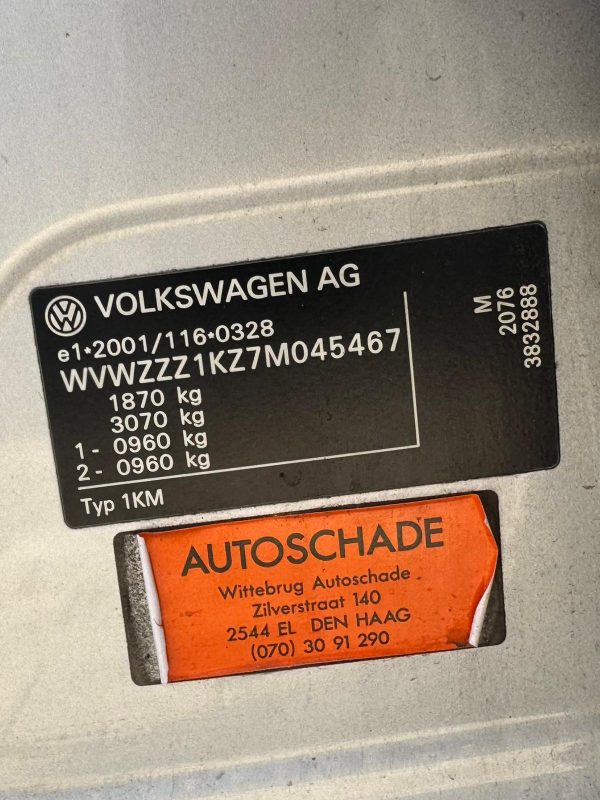 VOLKSWAGEN AG
e1*2001/116*0328
WVWZZZ1KZ7M045467
1870 kg
3070 kg
1 - 0960 kg
2 - 0960 kg
Typ 1KM
M
2076
3832888
AUTOSCHADE
Wittebrug Autoschade
Zilverstraat 140
2544 EL DEN HAAG
(070) 30 91 290